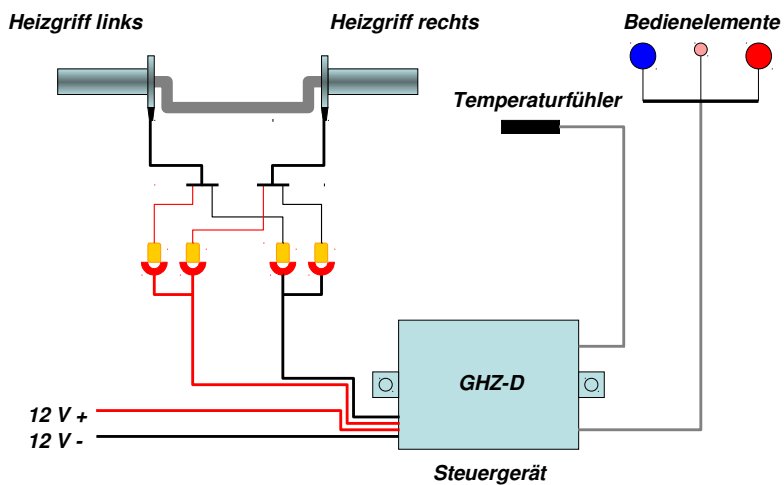 Heizgriff links
Heizgriff rechts
Bedienelemente
Temperaturfühler
GHZ-D
12 V +
12 V -
Steuergerät